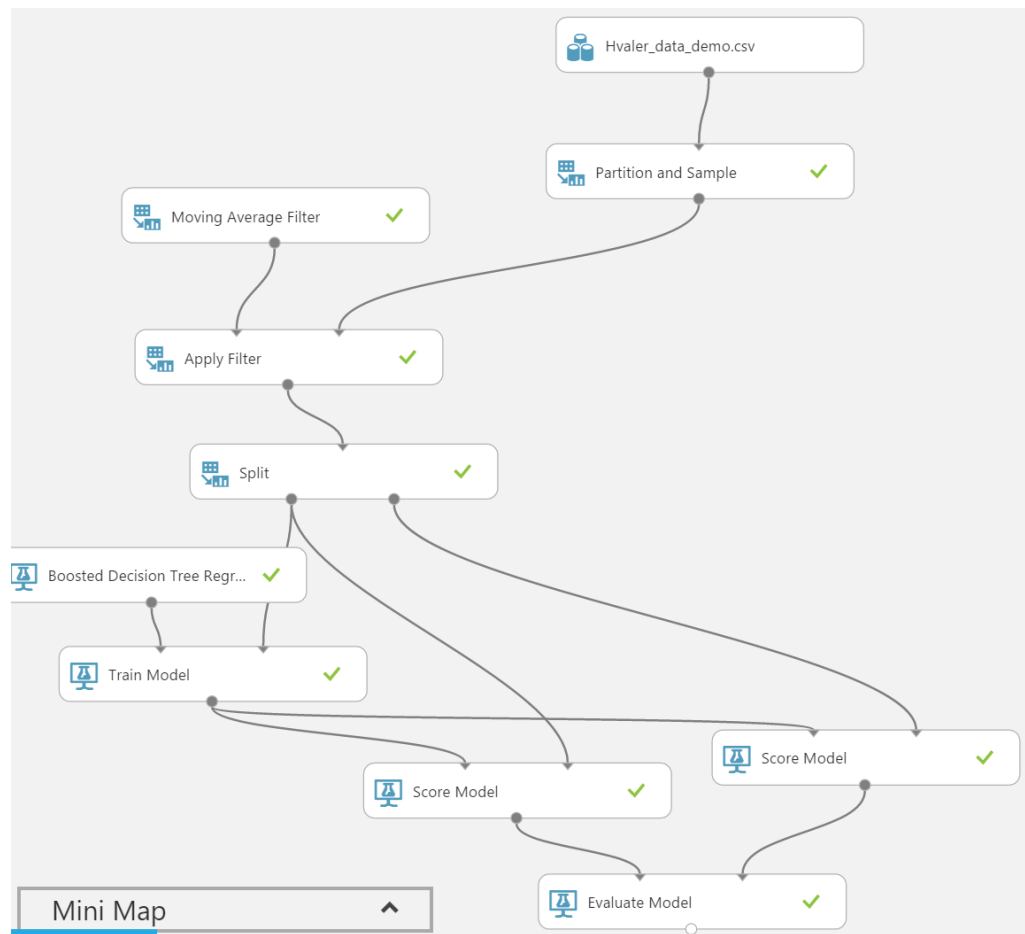 Hvaler_data_demo.csv
Partition and Sample
Moving Average Filter
Apply Filter
Split
Boosted Decision Tree Regr...
Train Model
Score Model
Score Model
Evaluate Model
Mini Map